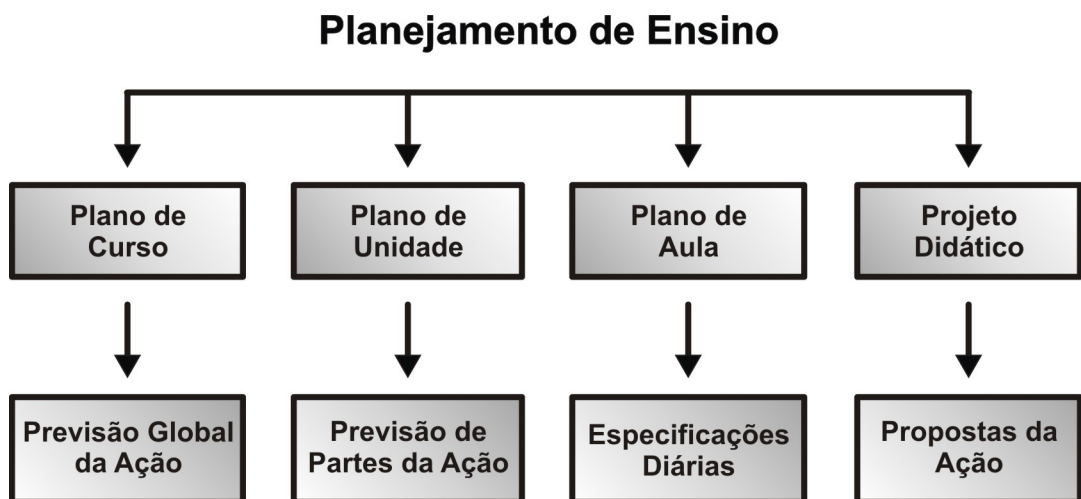 Planejamento de Ensino
Plano de
Curso
Plano de
Unidade
Plano de
Aula
Projeto
Didático
Previsão Global
da Ação
Previsão de
Partes da Ação
Especificações
Diárias
Propostas da
Ação